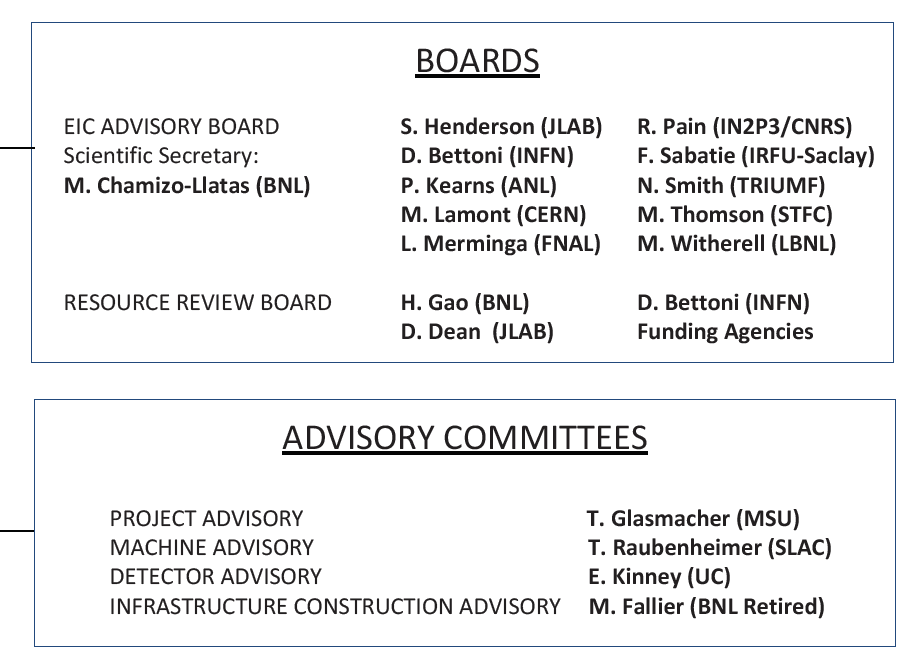 BOARDS
EIC ADVISORY BOARD S. Henderson (JLAB) R. Pain (IN2P3/CNRS)
Scientific Secretary: D. Bettoni (INFN) F. Sabatie (IRFU-Saclay)
M. Chamizo-Llatas (BNL) P. Kearns (ANL) N. Smith (TRIUMF)
M. Lamont (CERN) M. Thomson (STFC)
L. Merminga (FNAL) M. Witherell (LBNL)
RESOURCE REVIEW BOARD H. Gao (BNL) D. Bettoni (INFN)
D. Dean (JLAB) Funding Agencies
ADVISORY COMMITTEES
PROJECT ADVISORY T. Glasmacher (MSU)
MACHINE ADVISORY T. Raubenheimer (SLAC)
DETECTOR ADVISORY E. Kinney (UC)
INFRASTRUCTURE CONSTRUCTION ADVISORY M. Fallier (BNL Retired)